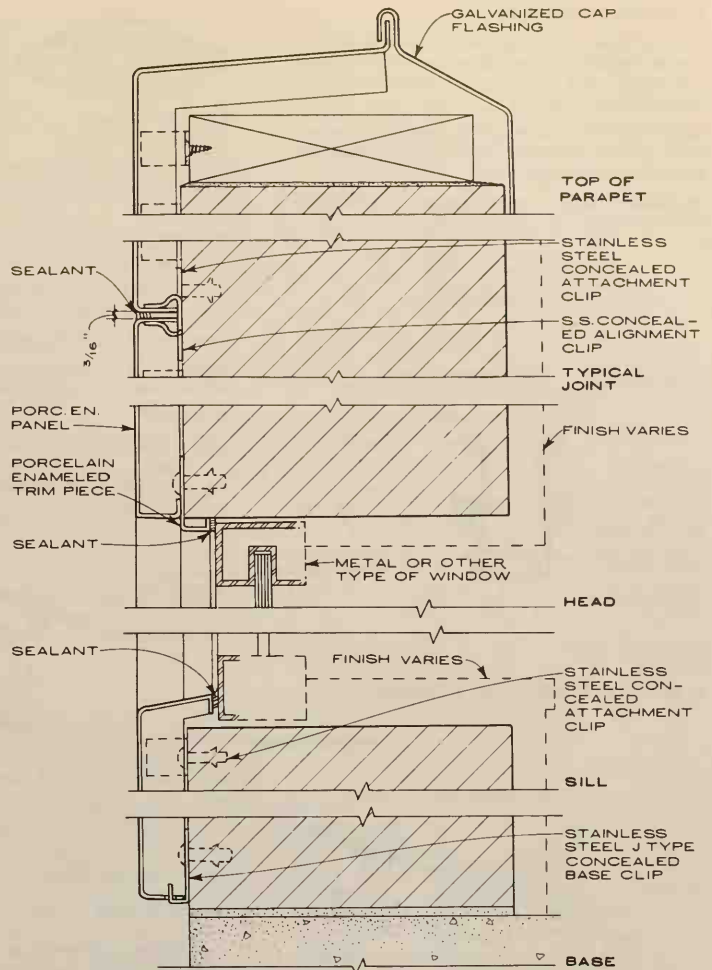 GALVANIZED CAP
FLASHING
TOP OF
PARAPET
STAINLESS
STEEL
CONCEALED
ATTACHMENT
CLIP
SEALANT
3/16"
S.S. CONCEAL-
ED ALIGNMENT
CLIP
TYPICAL
JOINT
PORC. EN.
PANEL
FINISH VARIES
PORCELAIN
ENAMELED
TRIM PIECE
SEALANT
METAL OR OTHER
TYPE OF WINDOW
HEAD
SEALANT
FINISH VARIES
STAINLESS
STEEL CON-
CEALED
ATTACHMENT
CLIP
SILL
STAINLESS
STEEL J TYPE
CONCEALED
BASE CLIP
BASE